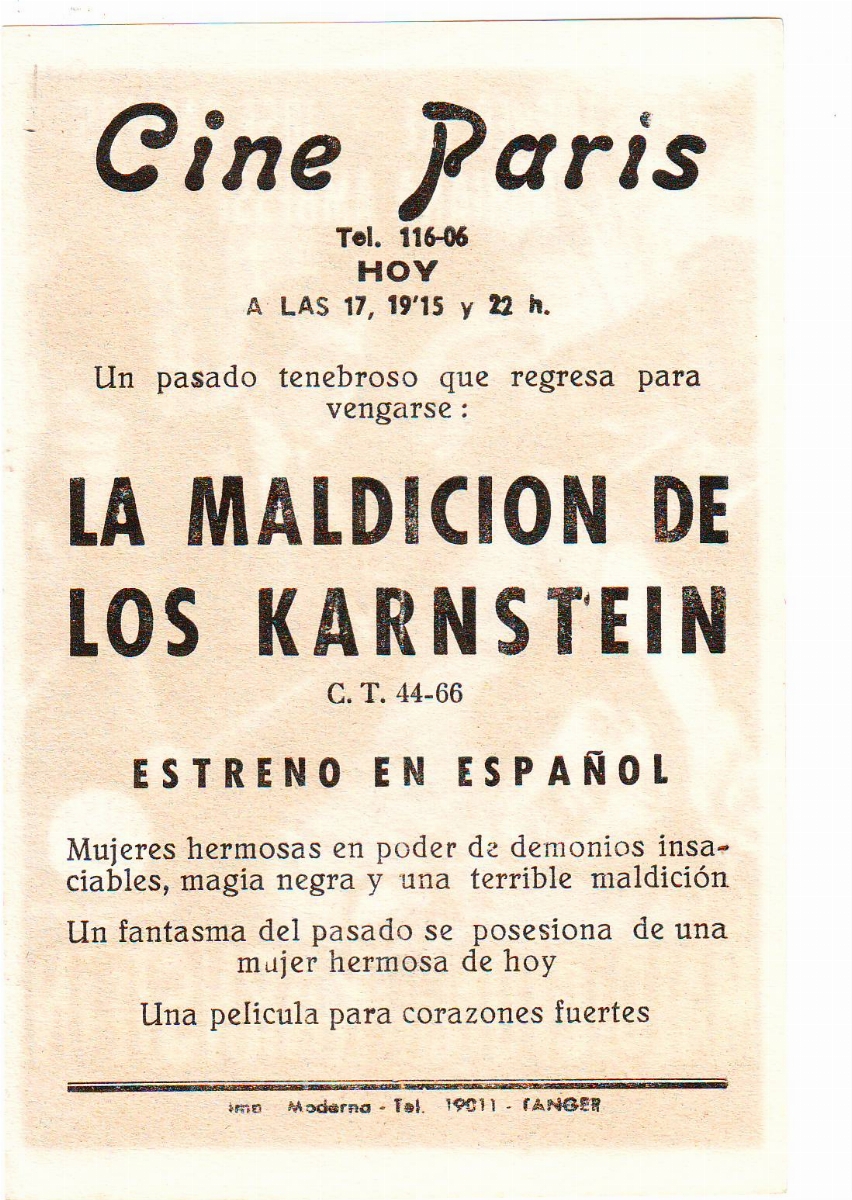 Cine Paris
Tel. 116-06
HOY
A LAS 17, 19'15 y 22 h.
Un pasado tenebroso que regresa para
vengarse :
LA MALDICION DE
LOS KARNSTEIN
C. T. 44-66
ESTRENO EN ESPAÑOL
Mujeres hermosas en poder de demonios insa-
ciables, magia negra y una terrible maldición
Un fantasma del pasado se posesiona de una
mujer hermosa de hoy
Una pelicula para corazones fuertes
Imp Moderna - Tel. 19011 - TANGER